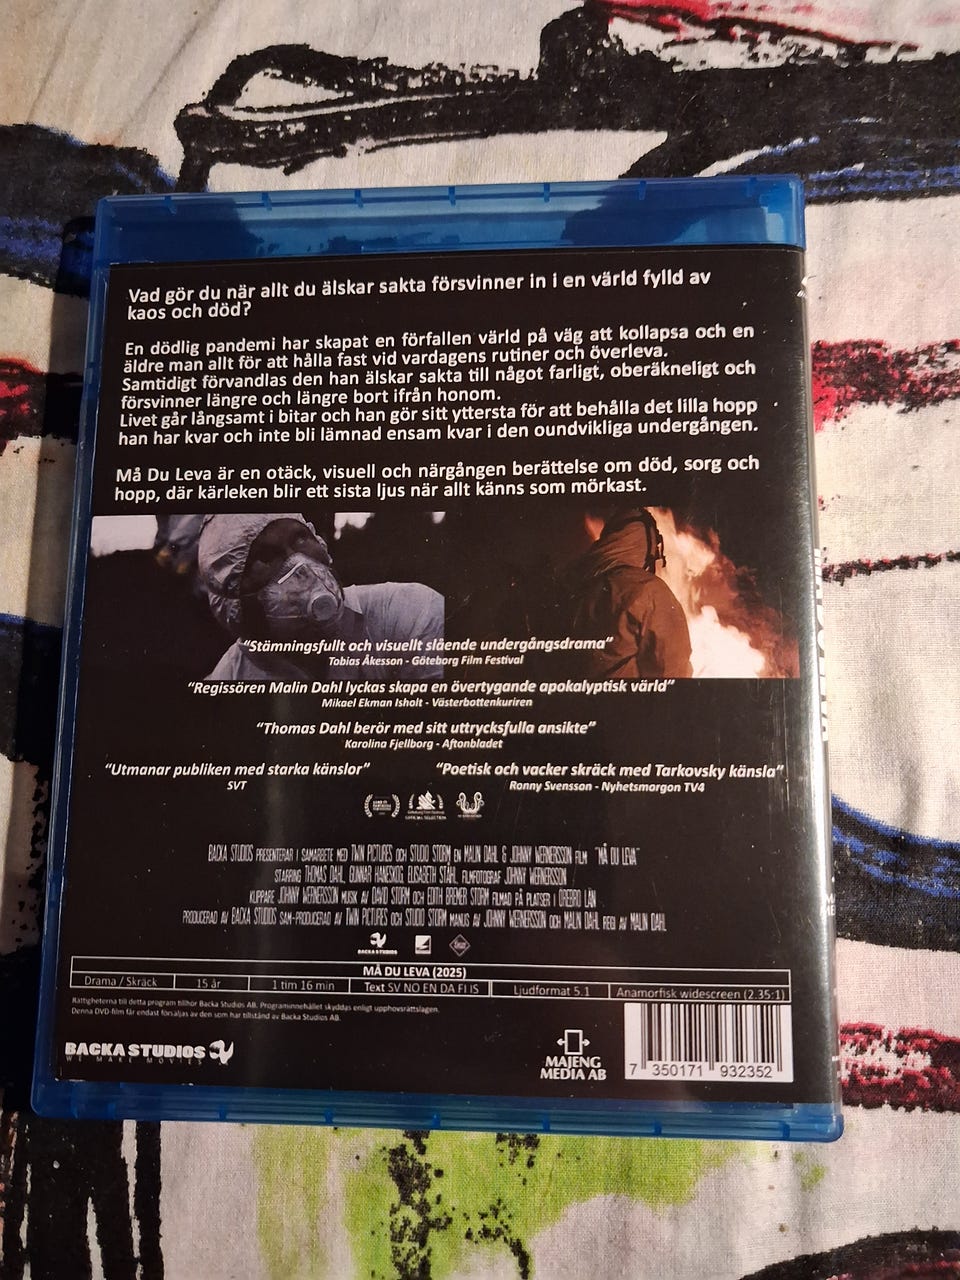 Vad gör du när allt du älskar sakta försvinner in i en värld fylld av
kaos och död?
En dödlig pandemi har skapat en förfallen värld på väg att kollapsa och en
äldre man allt för att hålla fast vid vardagens rutiner och överleva.
Samtidigt förvandlas den han älskar sakta till något farligt, oberäkneligt och
försvinner längre och längre bort ifrån honom.
Livet går långsamt i bitar och han gör sitt yttersta för att behålla det lilla hopp
han har kvar och inte bli lämnad ensam kvar i den oundvikliga undergången.
Må Du Leva är en otäck, visuell och närgången berättelse om död, sorg och
hopp, där kärleken blir ett sista ljus när allt känns som mörkast.
"Stämningsfullt och visuellt slående undergångsdrama"
Tobias Åkesson - Göteborg Film Festival
"Regissören Malin Dahl lyckas skapa en övertygande apokalyptisk värld"
Mikael Ekman Isholt - Västerbottenkuriren
"Thomas Dahl berör med sitt uttrycksfulla ansikte"
Karolina Fjellborg - Aftonbladet
"Utmanar publiken med starka känslor"
SVT
"Poetisk och vacker skräck med Tarkovsky känsla"
Ronny Svensson - Nyhetsmorgon TV4
BACKA STUDIOS PRESENTERAR I SAMARBETE MED TWIN PICTURES OCH STUDIO STORM EN MALIN DAHL & JOHNNY WERNERSSON FILM "MÅ DU LEVA"
STARRING THOMAS DAHL GUNNAR HANESKOG ELISABETH STÅHL FILMFOTOGRAF JOHNNY WERNERSSON
KLIPPARE JOHNNY WERNERSSON MUSIK AV DAVID STORM OCH EDITH BREMER STORM FILMAD PÅ PLATSER I ÖREBRO LÄN
PRODUCERAD AV BACKA STUDIOS SAM-PRODUCERAD AV TWIN PICTURES OCH STUDIO STORM MANUS AV JOHNNY WERNERSSON OCH MALIN DAHL REGI AV MALIN DAHL
BACKA STUDIOS
MÅ DU LEVA (2025)
Drama / Skräck 15 år 1 tim 16 min Text SV NO EN DA FI IS Ljudformat 5.1 Anamorfisk widescreen (2.35:1)
Rättigheterna till detta program tillhör Backa Studios AB. Programinnehållet skyddas enligt upphovsrättslagen.
Denna DVD-film får endast försäljas av den som har tillstånd av Backa Studios AB.
BACKA STUDIOS
WE MAKE MOVIES
MAJENG
MEDIA AB
7 350171 932352